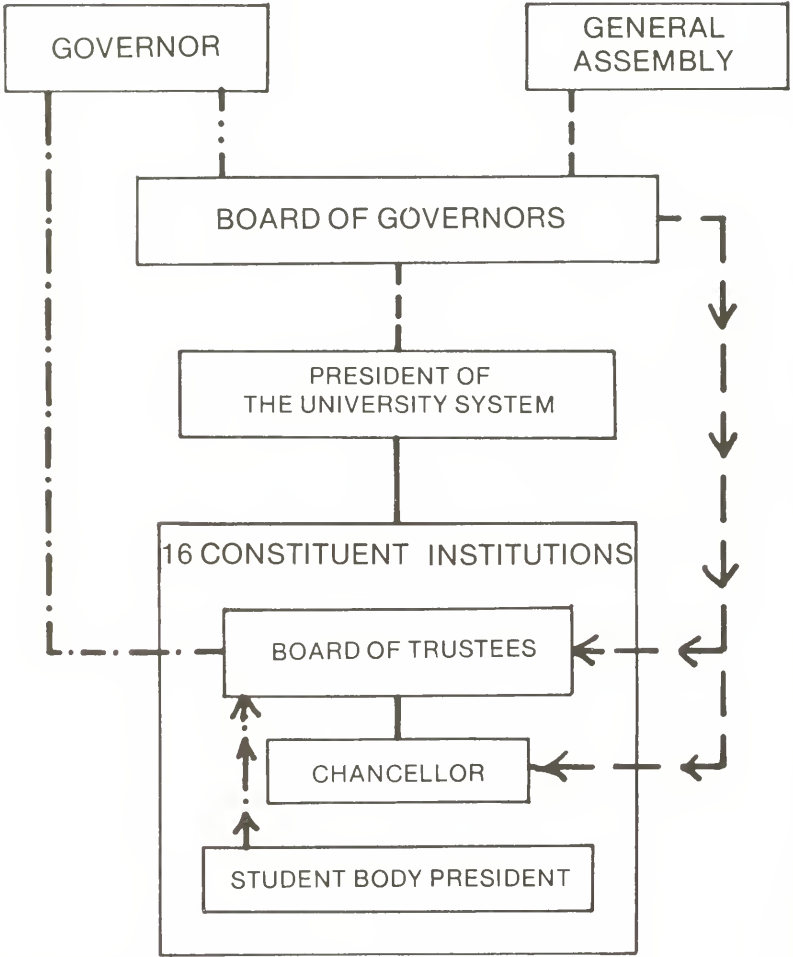 GOVERNOR
GENERAL
ASSEMBLY
BOARD OF GOVERNORS
PRESIDENT OF
THE UNIVERSITY SYSTEM
16 CONSTITUENT INSTITUTIONS
BOARD OF TRUSTEES
CHANCELLOR
STUDENT BODY PRESIDENT